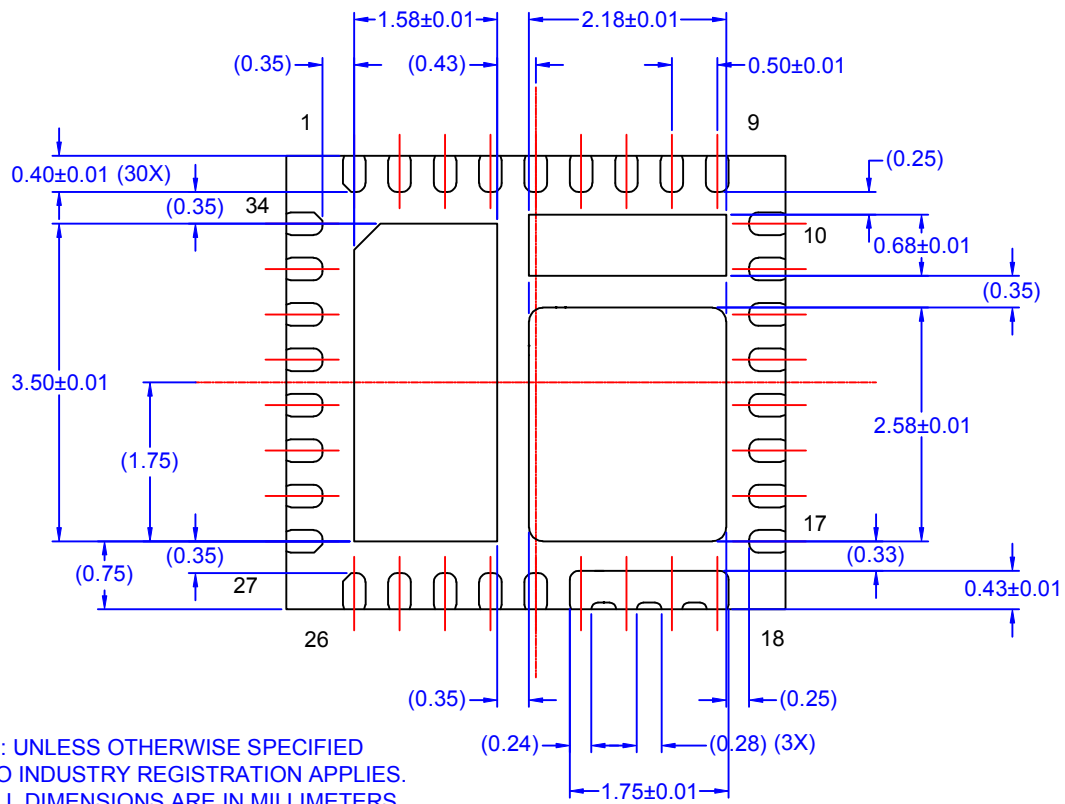 1.58±0.01 2.18±0.01
(0.35) (0.43) 0.50±0.01
1 9
0.40±0.01 (30X) (0.25)
(0.35)
34 10
0.68±0.01
(0.35)
3.50±0.01
2.58±0.01
(1.75)
17
(0.35) (0.33)
(0.75)
27 0.43±0.01
26 18
(0.35) (0.25)
(0.24) (0.28) (3X)
1.75±0.01
: UNLESS OTHERWISE SPECIFIED
O INDUSTRY REGISTRATION APPLIES.
DIMENSIONS ARE IN MILLIMETERS